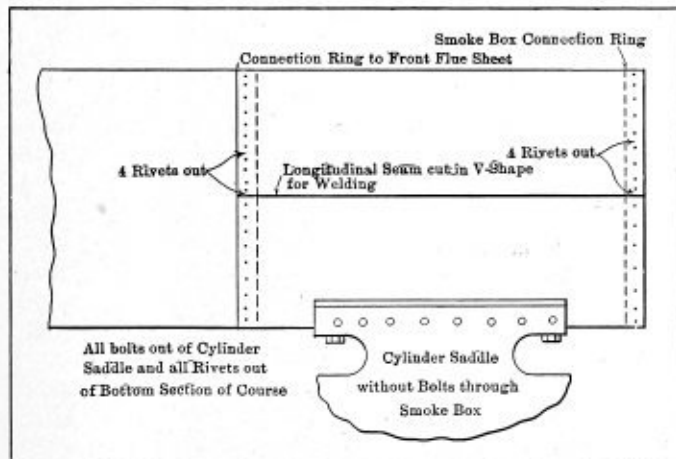 Smoke Box Connection Ring
Connection Ring to Front Flue Sheet
4 Rivets out
4 Rivets out
Longitudinal Seam cut in V-Shape
for Welding
All bolts out of Cylinder
Saddle and all Rivets out
of Bottom Section of Course
Cylinder Saddle
without Bolts through
Smoke Box